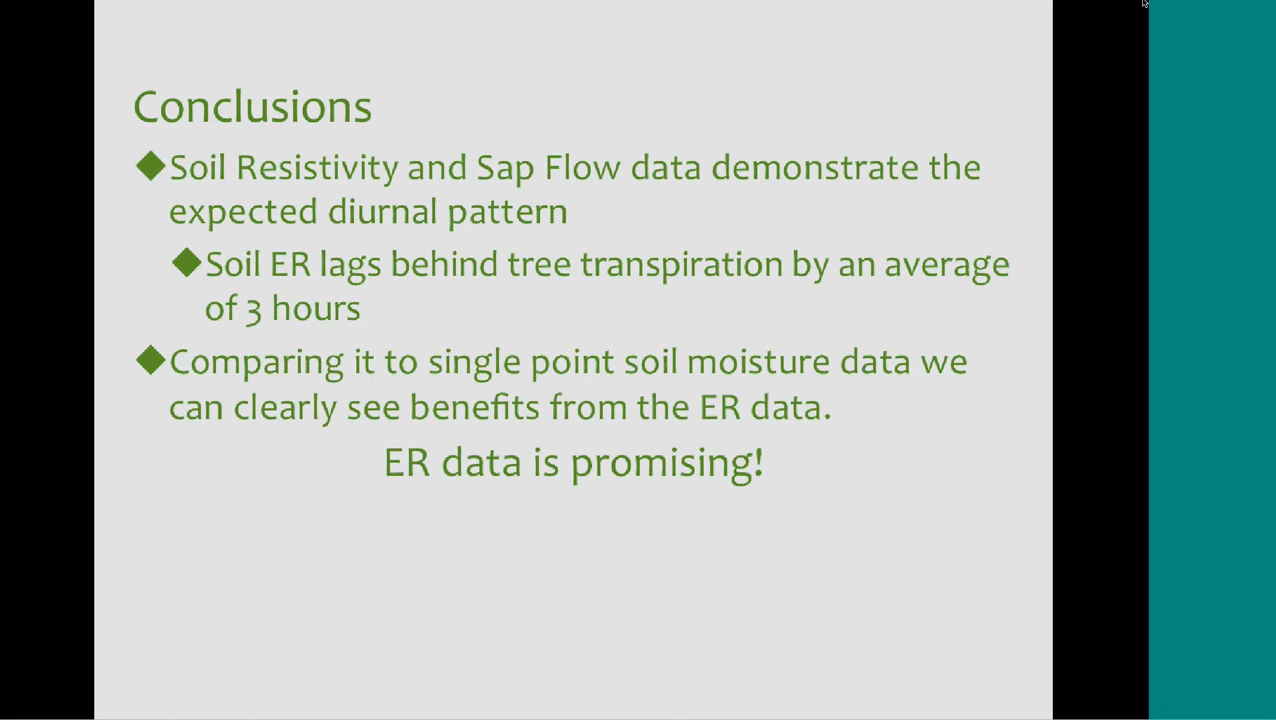 Conclusions
Soil Resistivity and Sap Flow data demonstrate the
expected diurnal pattern
Soil ER lags behind tree transpiration by an average
of 3 hours
Comparing it to single point soil moisture data we
can clearly see benefits from the ER data.
ER data is promising!